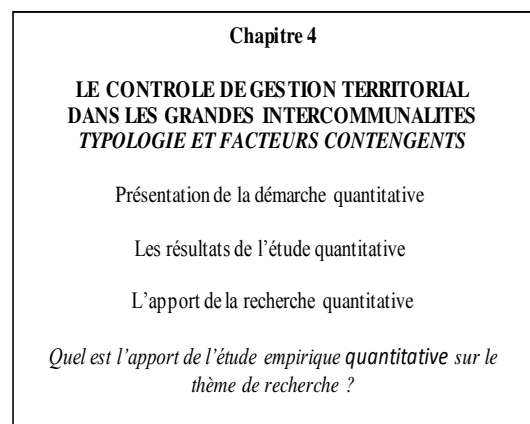 Chapitre 4
LE CONTROLE DE GESTION TERRITORIAL
DANS LES GRANDES INTERCOMMUNALITES
TYPOLOGIE ET FACTEURS CONTENGENTS
Présentation de la démarche quantitative
Les résultats de l'étude quantitative
L'apport de la recherche quantitative
Quel est l'apport de l'étude empirique quantitative sur le
thème de recherche ?